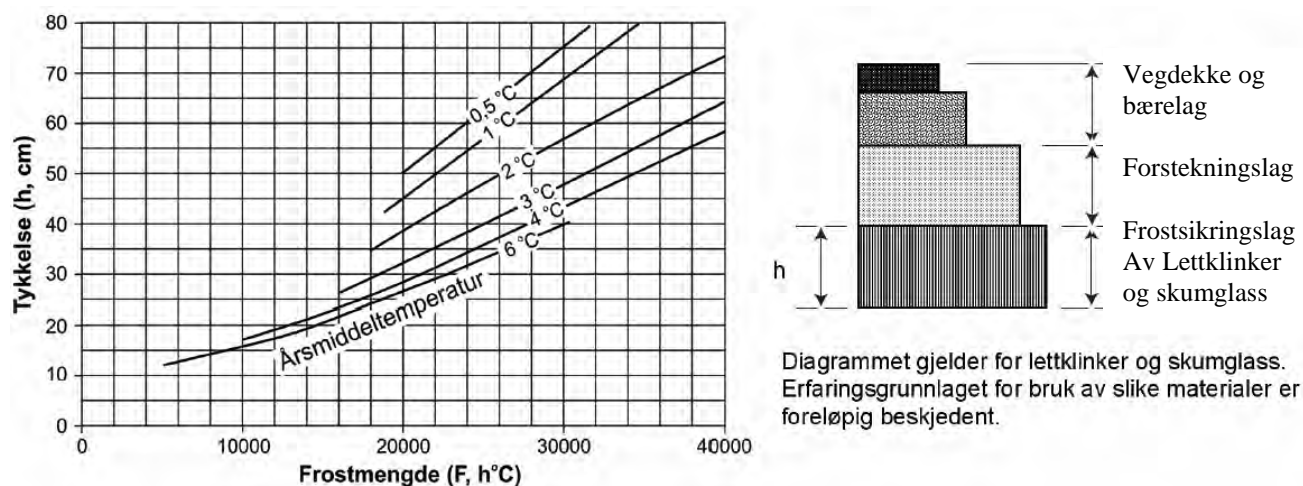 80
70
60
50
40
30
20
10
0
Tykkelse (h, cm)
0,5 °C
1 °C
2 °C
3 °C
4 °C
6 °C
Årsmiddeltemperatur
0
10000
20000
30000
40000
Frostmengde (F, h°C)
Vegdekke og
bærelag
Forstekningslag
Frostsikringslag
Av Lettklinker
og skumglass
h
Diagrammet gjelder for lettklinker og skumglass.
Erfaringsgrunnlaget for bruk av slike materialer er
foreløpig beskjedent.